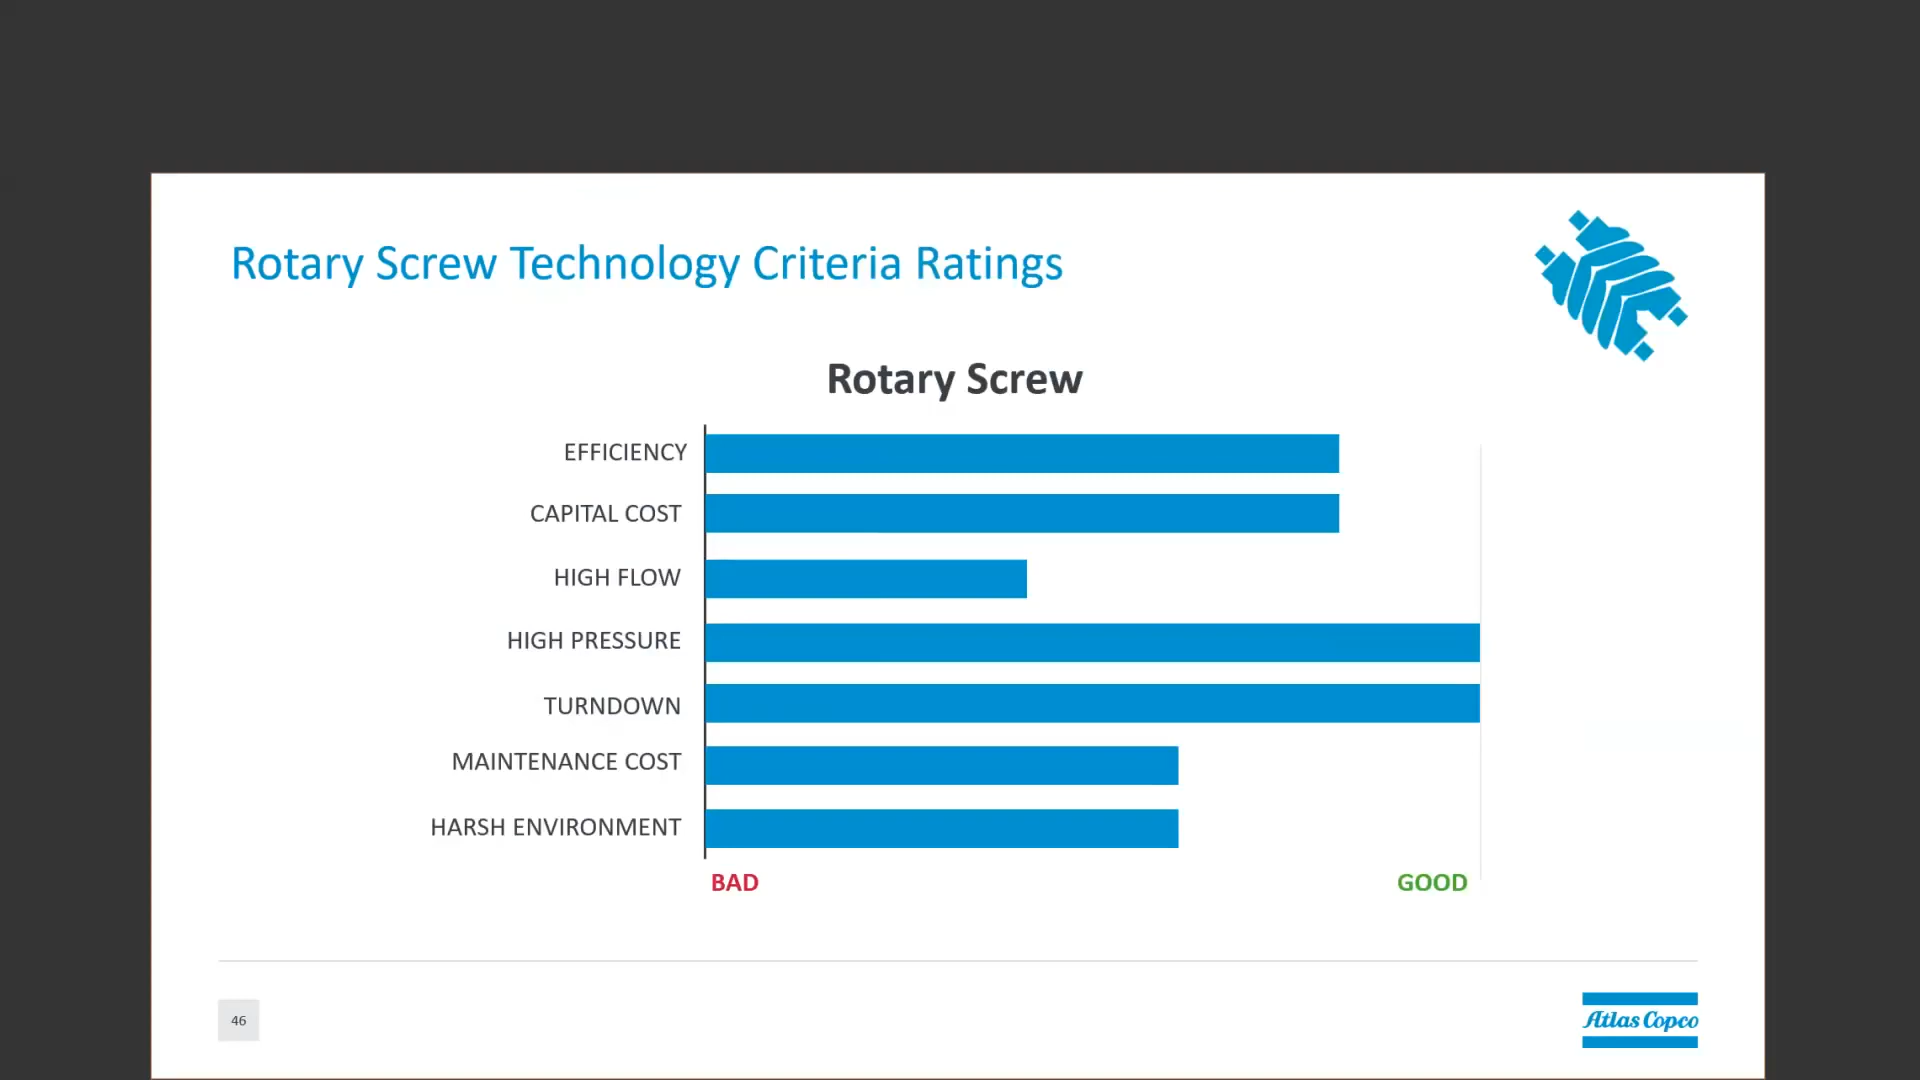 Rotary Screw Technology Criteria Ratings
Rotary Screw
EFFICIENCY
CAPITAL COST
HIGH FLOW
HIGH PRESSURE
TURNDOWN
MAINTENANCE COST
HARSH ENVIRONMENT
BAD
GOOD
46
Atlas Copco